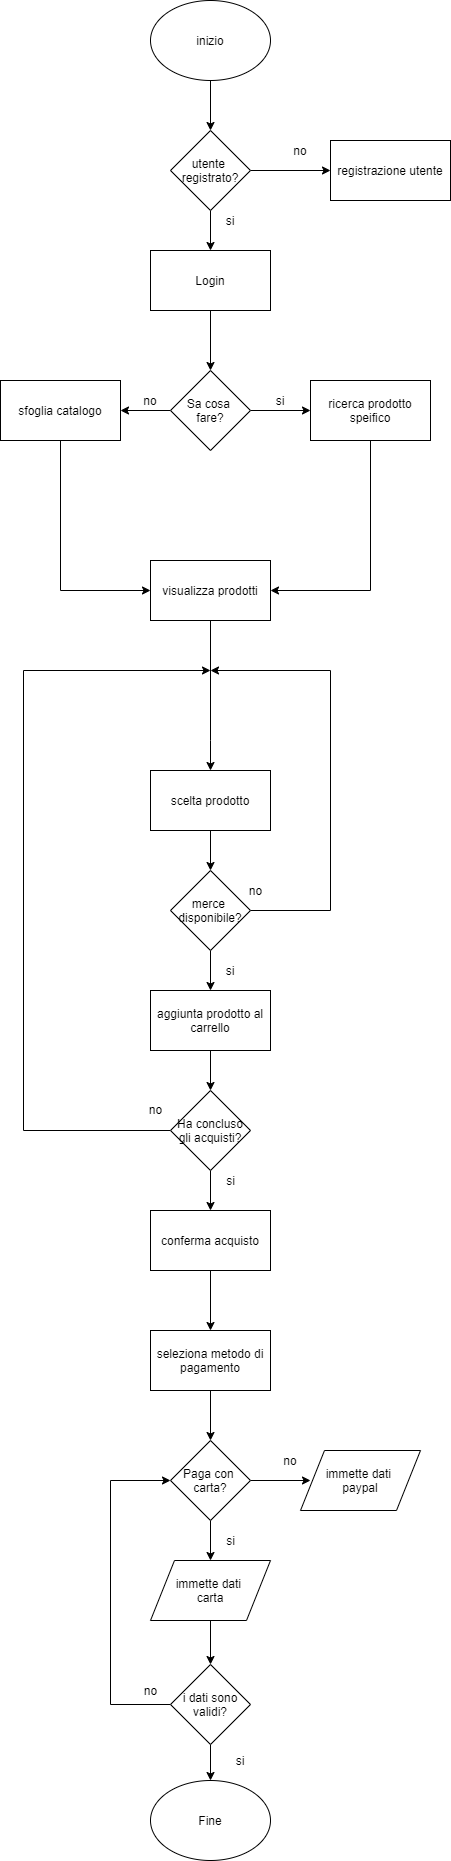 inizio
utente
registrato?
no
registrazione utente
si
Login
sfoglia catalogo
no
Sa cosa
fare?
si
ricerca prodotto
speifico
visualizza prodotti
scelta prodotto
merce
disponibile?
no
si
aggiunta prodotto al
carrello
no
Ha concluso
gli acquisti?
si
conferma acquisto
seleziona metodo di
pagamento
Paga con
carta?
no
immette dati
paypal
si
immette dati
carta
no
i dati sono
validi?
si
Fine